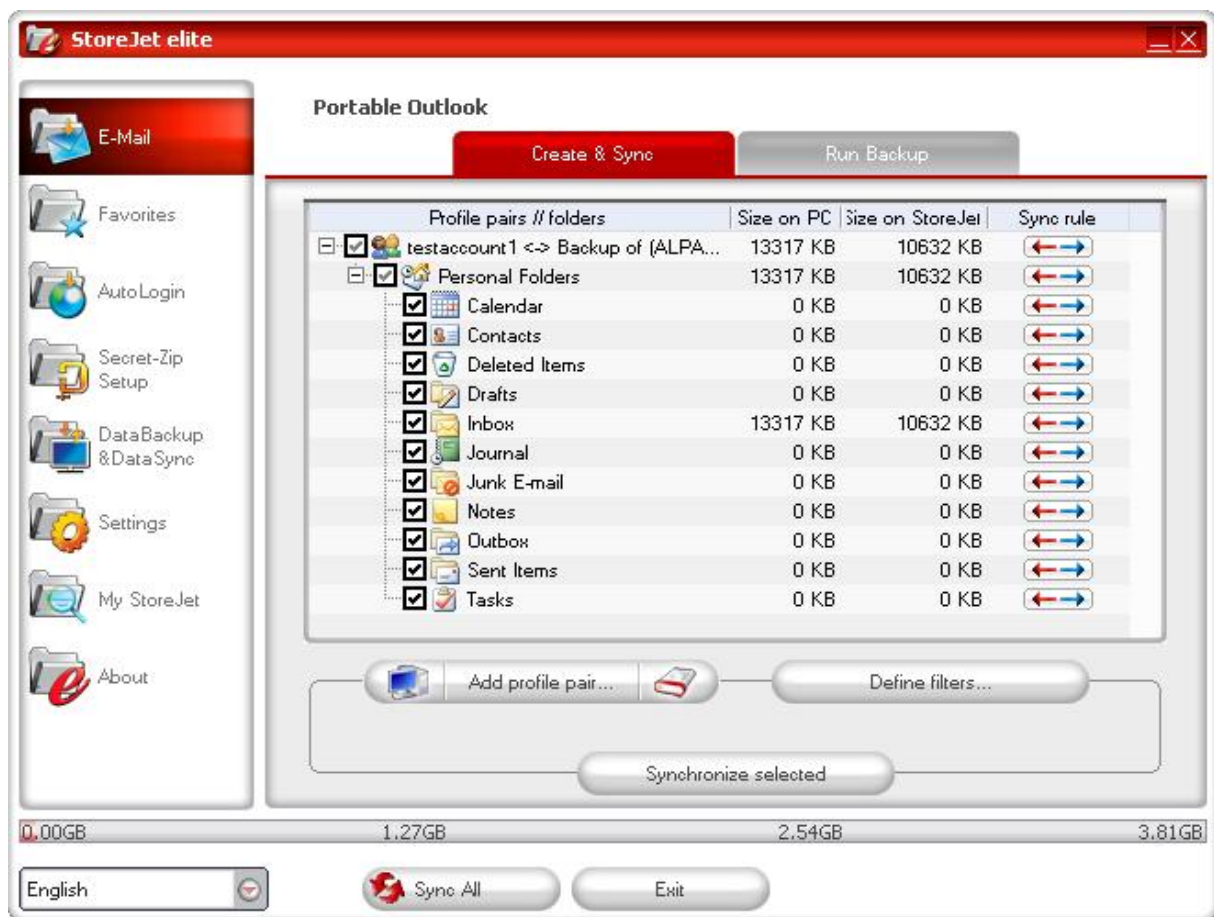 StoreJet elite
E-Mail
Favorites
AutoLogin
Secret-Zip
Setup
DataBackup
&DataSync
Settings
My StoreJet
About
Portable Outlook
Create & Sync Run Backup
Profile pairs // folders Size on PC Size on StoreJet Sync rule
testaccount1 <-> Backup of (ALPA... 13317 KB 10632 KB
Personal Folders 13317 KB 10632 KB
Calendar 0 KB 0 KB
Contacts 0 KB 0 KB
Deleted Items 0 KB 0 KB
Drafts 0 KB 0 KB
Inbox 13317 KB 10632 KB
Journal 0 KB 0 KB
Junk E-mail 0 KB 0 KB
Notes 0 KB 0 KB
Outbox 0 KB 0 KB
Sent Items 0 KB 0 KB
Tasks 0 KB 0 KB
Add profile pair... Define filters...
Synchronize selected
0.00GB 1.27GB 2.54GB 3.81GB
English Sync All Exit